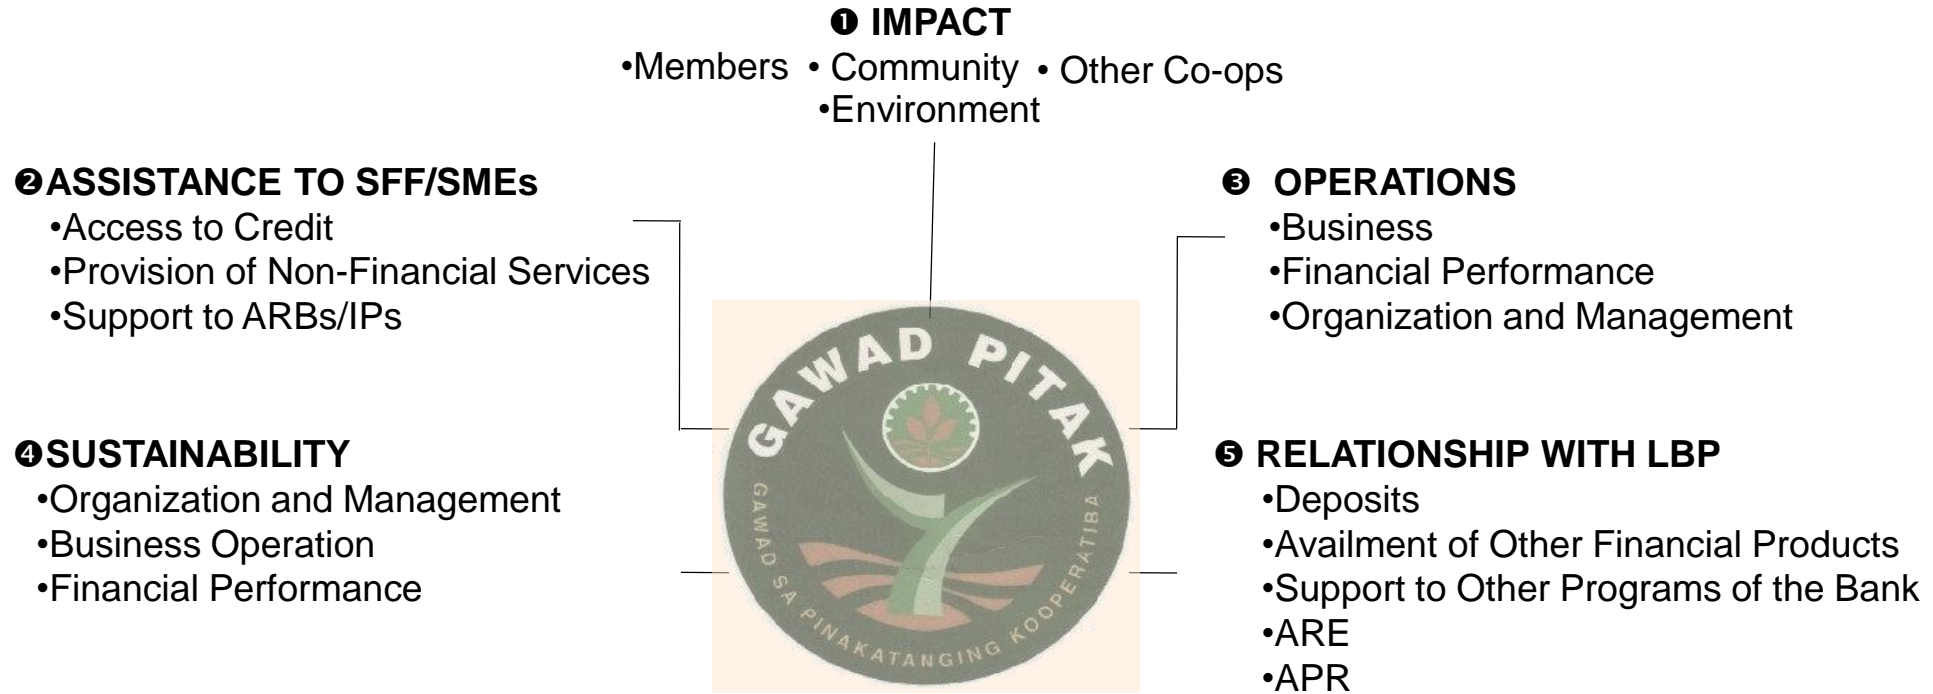 ❶ IMPACT
•Members • Community • Other Co-ops
•Environment
❷ASSISTANCE TO SFF/SMEs
•Access to Credit
•Provision of Non-Financial Services
•Support to ARBs/IPs
❸ OPERATIONS
•Business
•Financial Performance
•Organization and Management
GAWAD PITAK
GAWAD SA PINAKATANGING KOOPERATIBA
❹SUSTAINABILITY
•Organization and Management
•Business Operation
•Financial Performance
❺ RELATIONSHIP WITH LBP
•Deposits
•Availment of Other Financial Products
•Support to Other Programs of the Bank
•ARE
•APR